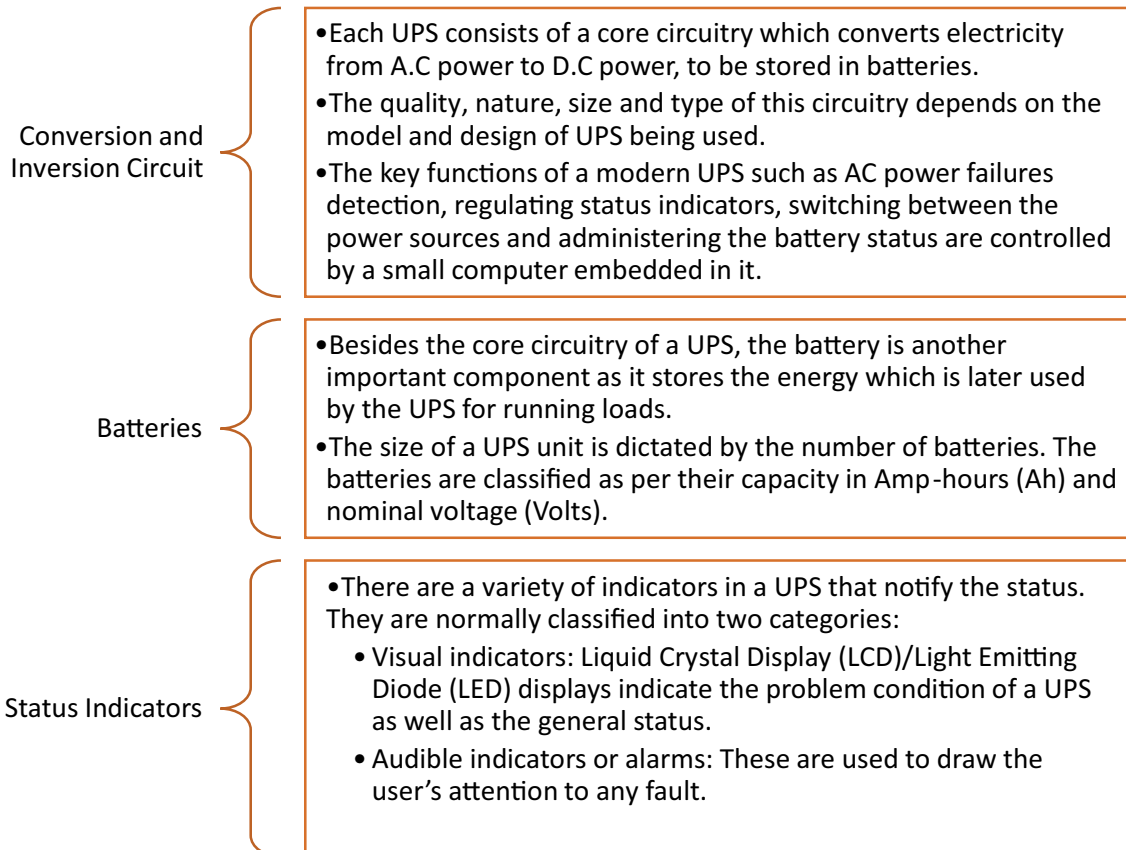 Conversion and
Inversion Circuit
•Each UPS consists of a core circuitry which converts electricity
from A.C power to D.C power, to be stored in batteries.
•The quality, nature, size and type of this circuitry depends on the
model and design of UPS being used.
•The key functions of a modern UPS such as AC power failures
detection, regulating status indicators, switching between the
power sources and administering the battery status are controlled
by a small computer embedded in it.
Batteries
•Besides the core circuitry of a UPS, the battery is another
important component as it stores the energy which is later used
by the UPS for running loads.
•The size of a UPS unit is dictated by the number of batteries. The
batteries are classified as per their capacity in Amp-hours (Ah) and
nominal voltage (Volts).
Status Indicators
•There are a variety of indicators in a UPS that notify the status.
They are normally classified into two categories:
• Visual indicators: Liquid Crystal Display (LCD)/Light Emitting
Diode (LED) displays indicate the problem condition of a UPS
as well as the general status.
• Audible indicators or alarms: These are used to draw the
user’s attention to any fault.